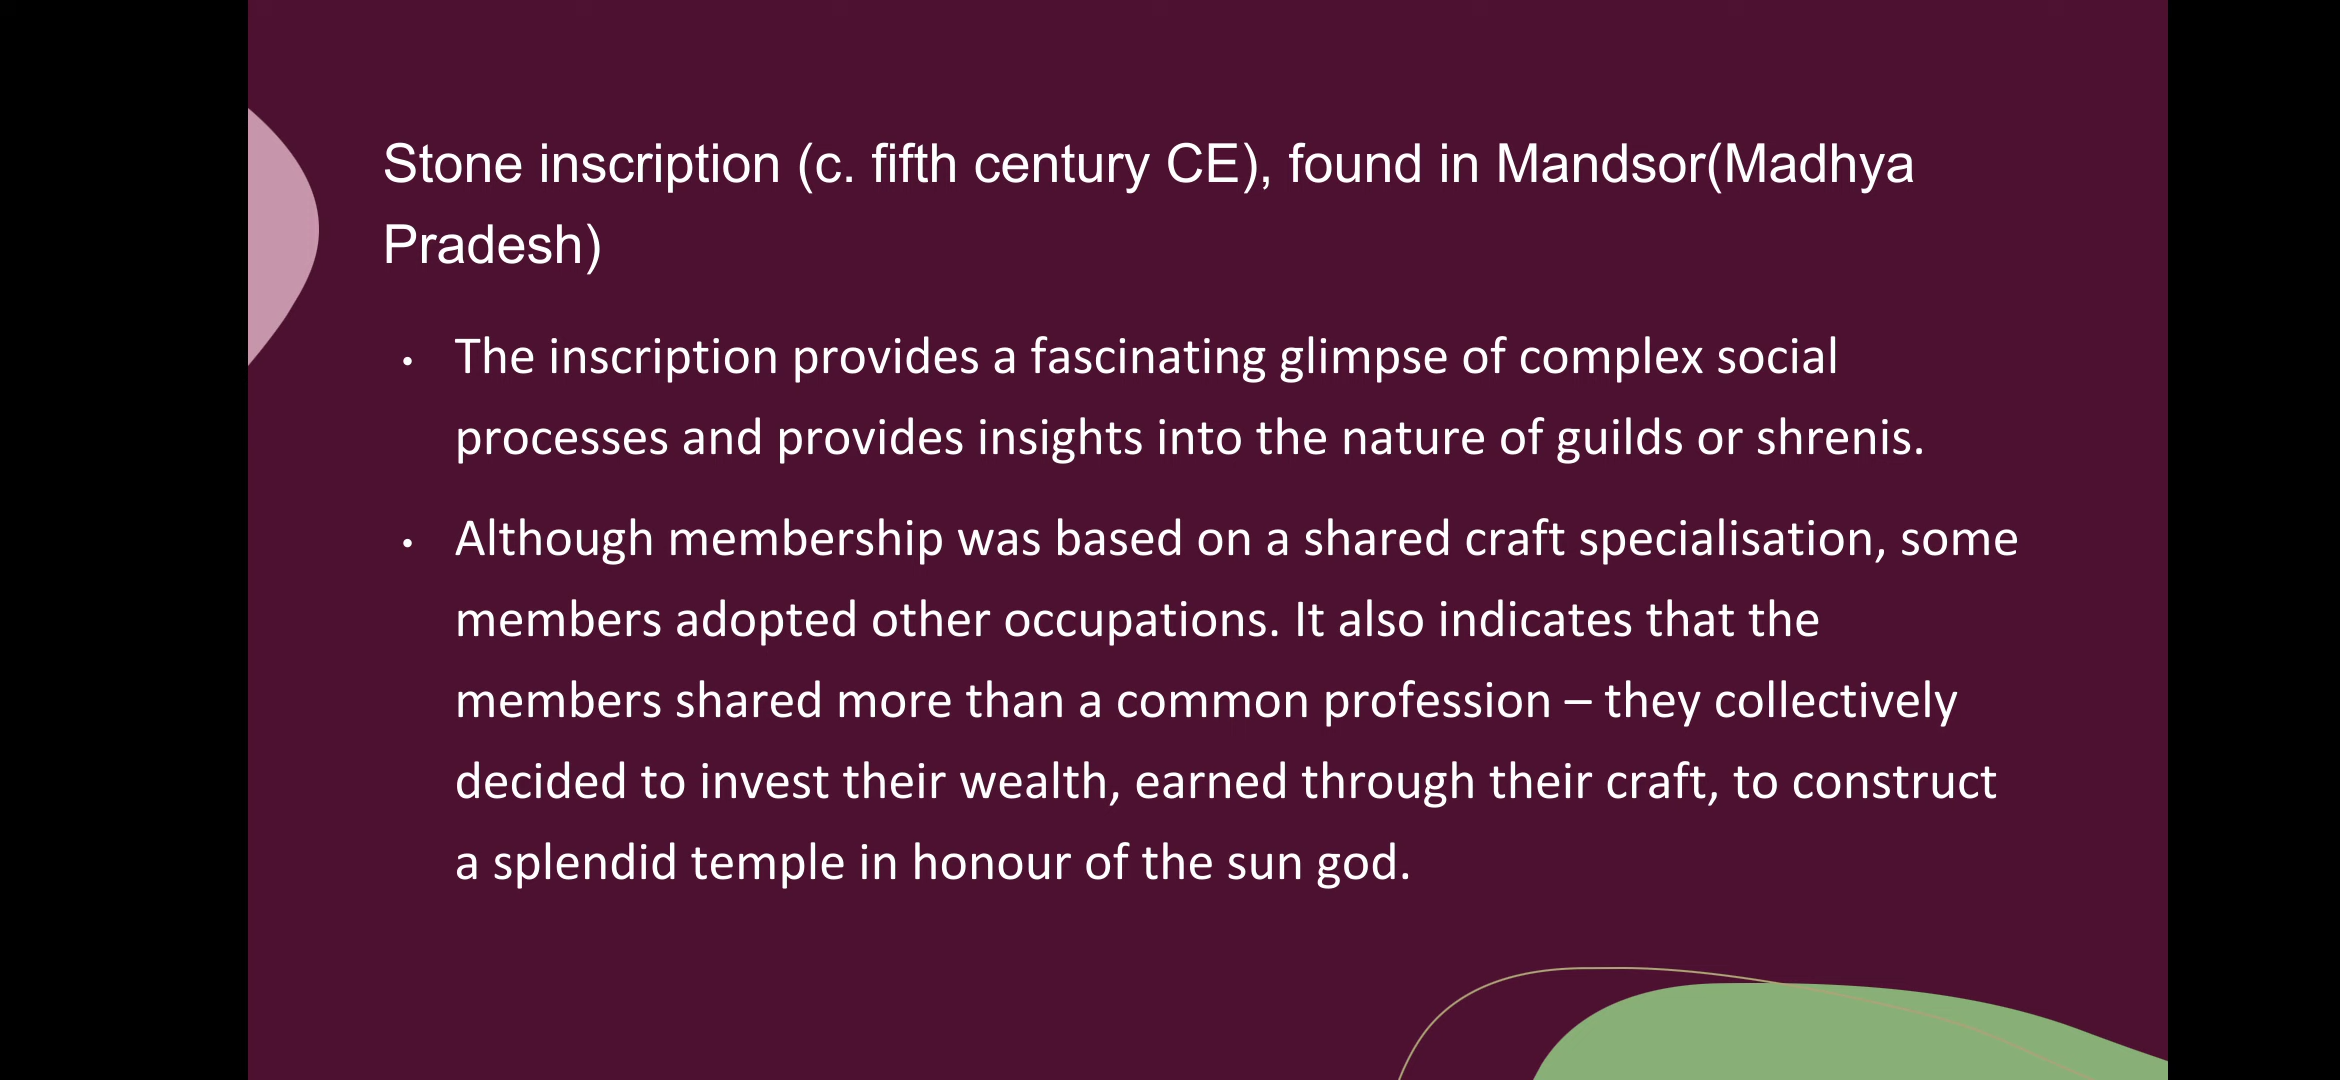 Stone inscription (c. fifth century CE), found in Mandsor(Madhya
Pradesh)
• The inscription provides a fascinating glimpse of complex social
processes and provides insights into the nature of guilds or shrenis.
• Although membership was based on a shared craft specialisation, some
members adopted other occupations. It also indicates that the
members shared more than a common profession – they collectively
decided to invest their wealth, earned through their craft, to construct
a splendid temple in honour of the sun god.